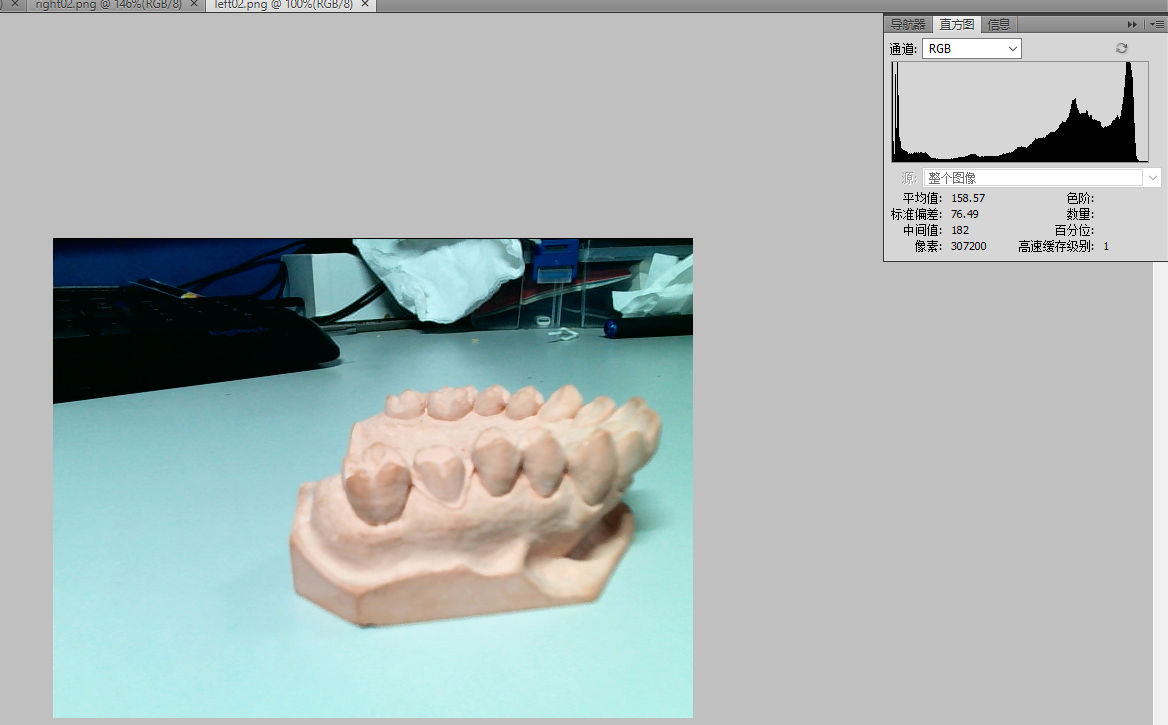 right02.png @ 146%(RGB/8) ×
left02.png @ 100%(RGB/8) ×
导航器 直方图 信息
通道: RGB
源: 整个图像
平均值: 158.57 色阶:
标准偏差: 76.49 数量:
中间值: 182 百分位:
像素: 307200 高速缓存级别: 1